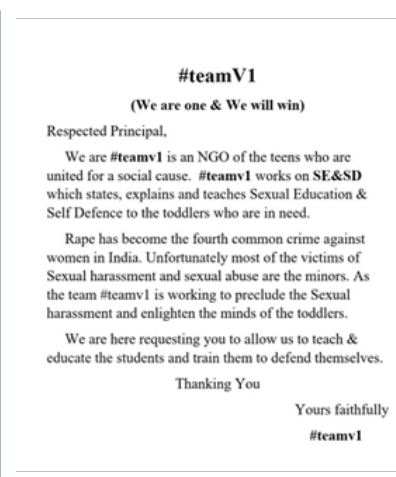 #teamV1
(We are one & We will win)
Respected Principal,
We are #teamv1 is an NGO of the teens who are
united for a social cause. #teamv1 works on SE&SD
which states, explains and teaches Sexual Education &
Self Defence to the toddlers who are in need.
Rape has become the fourth common crime against
women in India. Unfortunately most of the victims of
Sexual harassment and sexual abuse are the minors. As
the team #teamv1 is working to preclude the Sexual
harassment and enlighten the minds of the toddlers.
We are here requesting you to allow us to teach &
educate the students and train them to defend themselves.
Thanking You
Yours faithfully
#teamv1